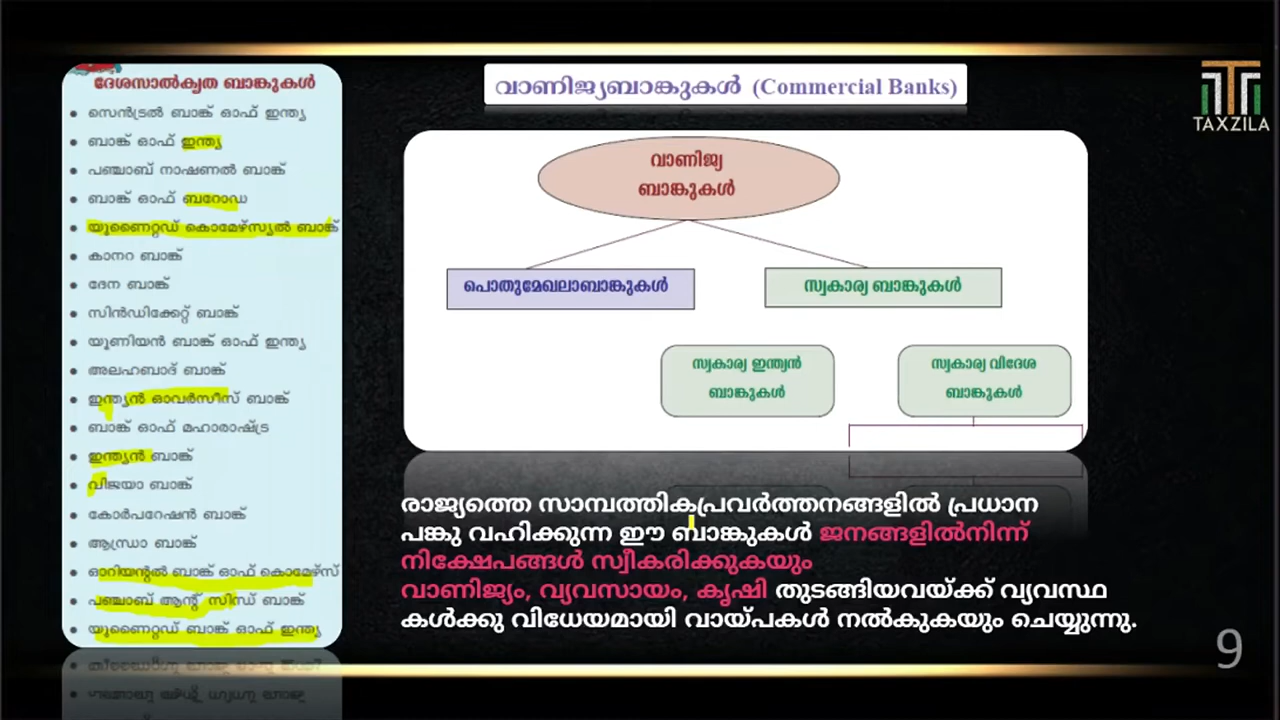 ദേശസാൽകൃത ബാങ്കുകൾ
സെൻട്രൽ ബാങ്ക് ഓഫ് ഇന്ത്യ
ബാങ്ക് ഓഫ് ഇന്ത്യ
പഞ്ചാബ് നാഷണൽ ബാങ്ക്
ബാങ്ക് ഓഫ് ബറോഡ
യുണൈറ്റഡ് കൊമേഴ്സ്യൽ ബാങ്ക്
കാനറ ബാങ്ക്
ദേന ബാങ്ക്
സിൻഡിക്കേറ്റ് ബാങ്ക്
യൂണിയൻ ബാങ്ക് ഓഫ് ഇന്ത്യ
അലഹബാദ് ബാങ്ക്
ഇന്ത്യൻ ഓവർസീസ് ബാങ്ക്
ബാങ്ക് ഓഫ് മഹാരാഷ്ട്ര
ഇന്ത്യൻ ബാങ്ക്
വിജയാ ബാങ്ക്
കോർപറേഷൻ ബാങ്ക്
ആന്ധ്രാ ബാങ്ക്
ഓറിയന്റൽ ബാങ്ക് ഓഫ് കൊമേഴ്സ്
പഞ്ചാബ് ആന്റ് സിന്ധ് ബാങ്ക്
യുണൈറ്റഡ് ബാങ്ക് ഓഫ് ഇന്ത്യ
വാണിജ്യബാങ്കുകൾ (Commercial Banks)
TAXZILA
വാണിജ്യ
ബാങ്കുകൾ
പൊതുമേഖലാബാങ്കുകൾ
സ്വകാര്യ ബാങ്കുകൾ
സ്വകാര്യ ഇന്ത്യൻ
ബാങ്കുകൾ
സ്വകാര്യ വിദേശ
ബാങ്കുകൾ
രാജ്യത്തെ സാമ്പത്തികപ്രവർത്തനങ്ങളിൽ പ്രധാന
പങ്കു വഹിക്കുന്ന ഈ ബാങ്കുകൾ ജനങ്ങളിൽനിന്ന്
നിക്ഷേപങ്ങൾ സ്വീകരിക്കുകയും
വാണിജ്യം, വ്യവസായം, കൃഷി തുടങ്ങിയവയ്ക്ക് വ്യവസ്ഥ
കൾക്കു വിധേയമായി വായ്പകൾ നൽകുകയും ചെയ്യുന്നു.
9